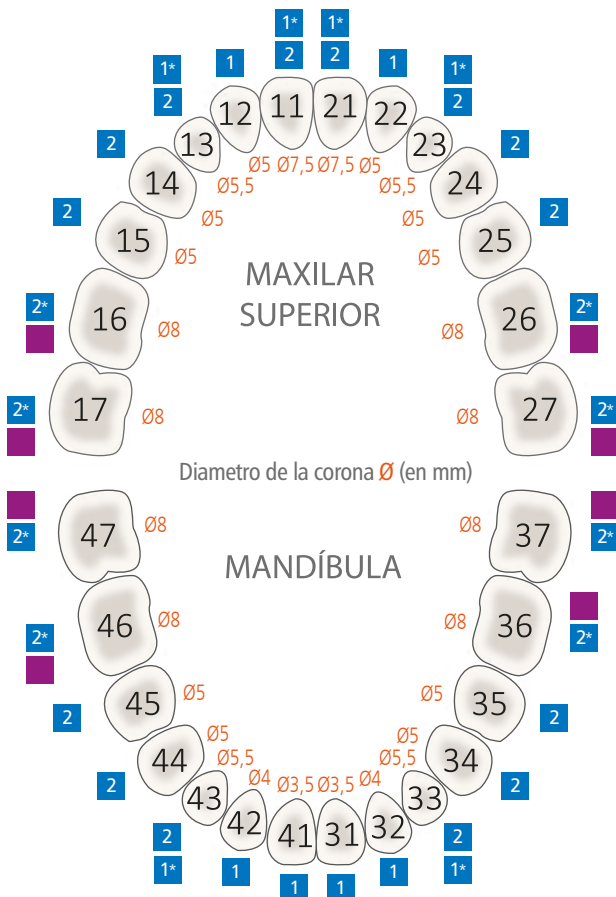 1* 1*
1* 1 2 2 1 1*
2 12 11 21 22 2
2 13 23 2
14 Ø5 Ø7,5 Ø7,5 Ø5 24
Ø5,5 Ø5,5
2 Ø5 Ø5 2
15 25
Ø5 Ø5
MAXILAR
SUPERIOR
2* 16 Ø8 Ø8 26 2*
2* 17 Ø8 Ø8 27 2*
Diametro de la corona Ø (en mm)
2* 47 Ø8 Ø8 37 2*
MANDÍBULA
2* 46 Ø8 Ø8 36 2*
45 Ø5 Ø5 35
2 2
Ø5 Ø5
44 Ø5,5 Ø5,5 34
2 Ø4 Ø3,5 Ø3,5 Ø4 2
43 33
2 42 41 31 32 2
1* 1 1 1 1 1*